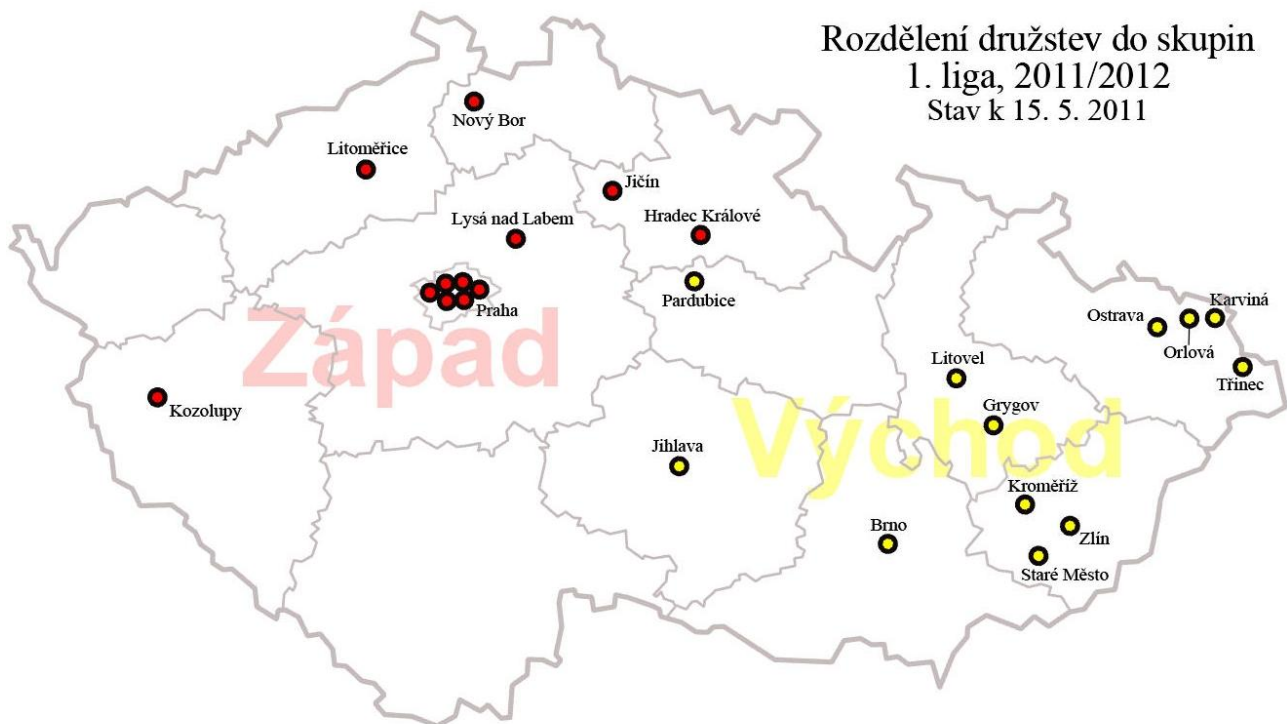 Rozdělení družstev do skupin
1. liga, 2011/2012
Stav k 15. 5. 2011
Nový Bor
Litoměřice
Jičín
Lysá nad Labem
Hradec Králové
Pardubice
Praha
Západ
Kozolupy
Karviná
Ostrava
Orlová
Třinec
Litovel
Grygov
Východ
Jihlava
Kroměříž
Brno
Zlín
Staré Město